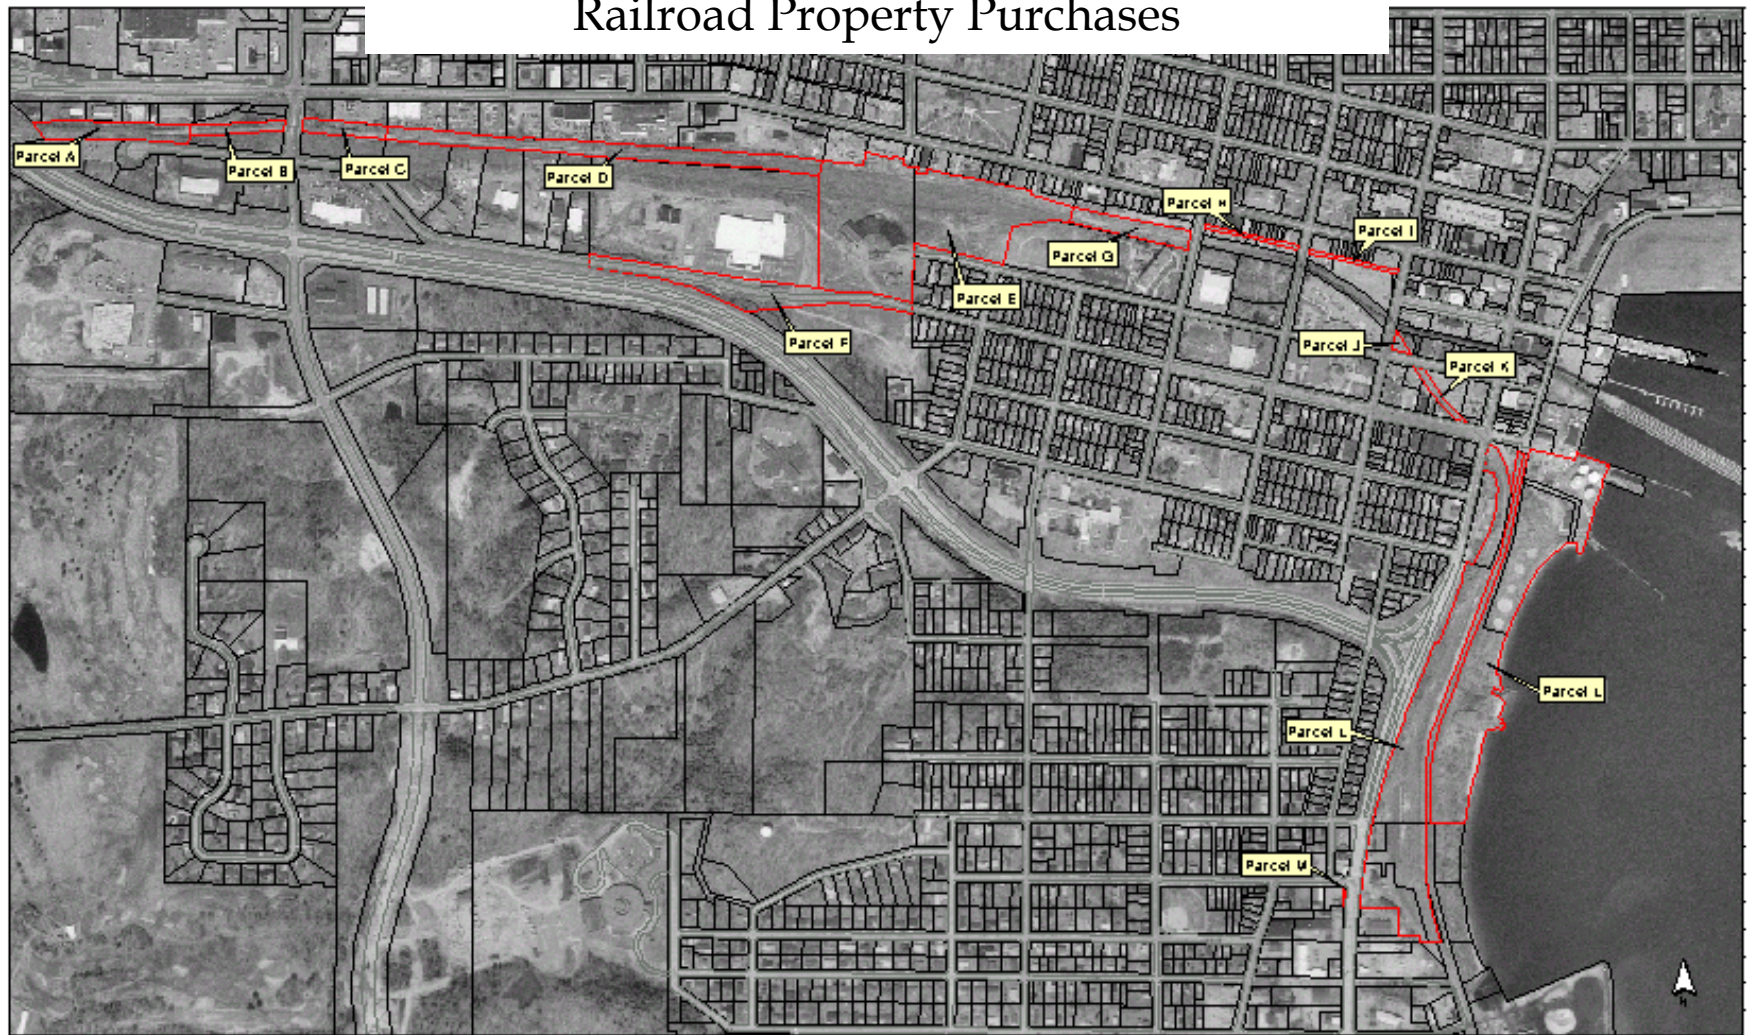 Railroad Property Purchases
Parcel A
Parcel B
Parcel C
Parcel D
Parcel H
Parcel I
Parcel G
Parcel E
Parcel F
Parcel J
Parcel K
Parcel L
Parcel L
Parcel M
N